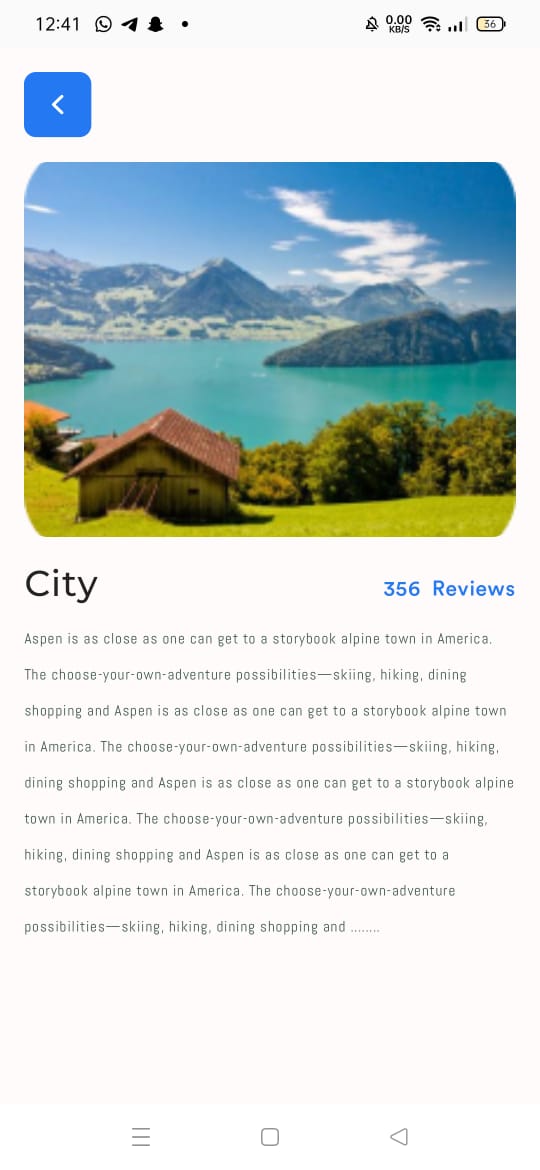 12:41
0.00
KB/S
36
City
356 Reviews
Aspen is as close as one can get to a storybook alpine town in America.
The choose-your-own-adventure possibilities—skiing, hiking, dining
shopping and Aspen is as close as one can get to a storybook alpine town
in America. The choose-your-own-adventure possibilities—skiing, hiking,
dining shopping and Aspen is as close as one can get to a storybook alpine
town in America. The choose-your-own-adventure possibilities—skiing,
hiking, dining shopping and Aspen is as close as one can get to a
storybook alpine town in America. The choose-your-own-adventure
possibilities—skiing, hiking, dining shopping and ........